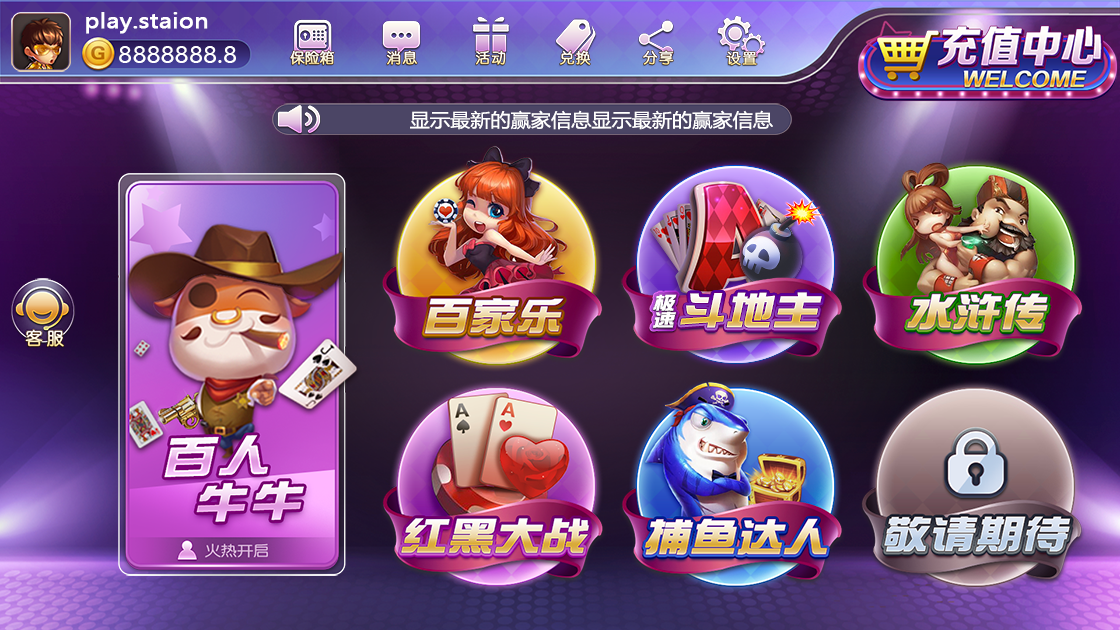 play.staion
G 8888888.8
保险箱
消息
活动
兑换
分享
设置
充值中心
WELCOME
显示最新的赢家信息显示最新的赢家信息
客服
百人
牛牛
火热开启
百家乐
极速
斗地主
水浒传
A
A
红黑大战
捕鱼达人
敬请期待
J